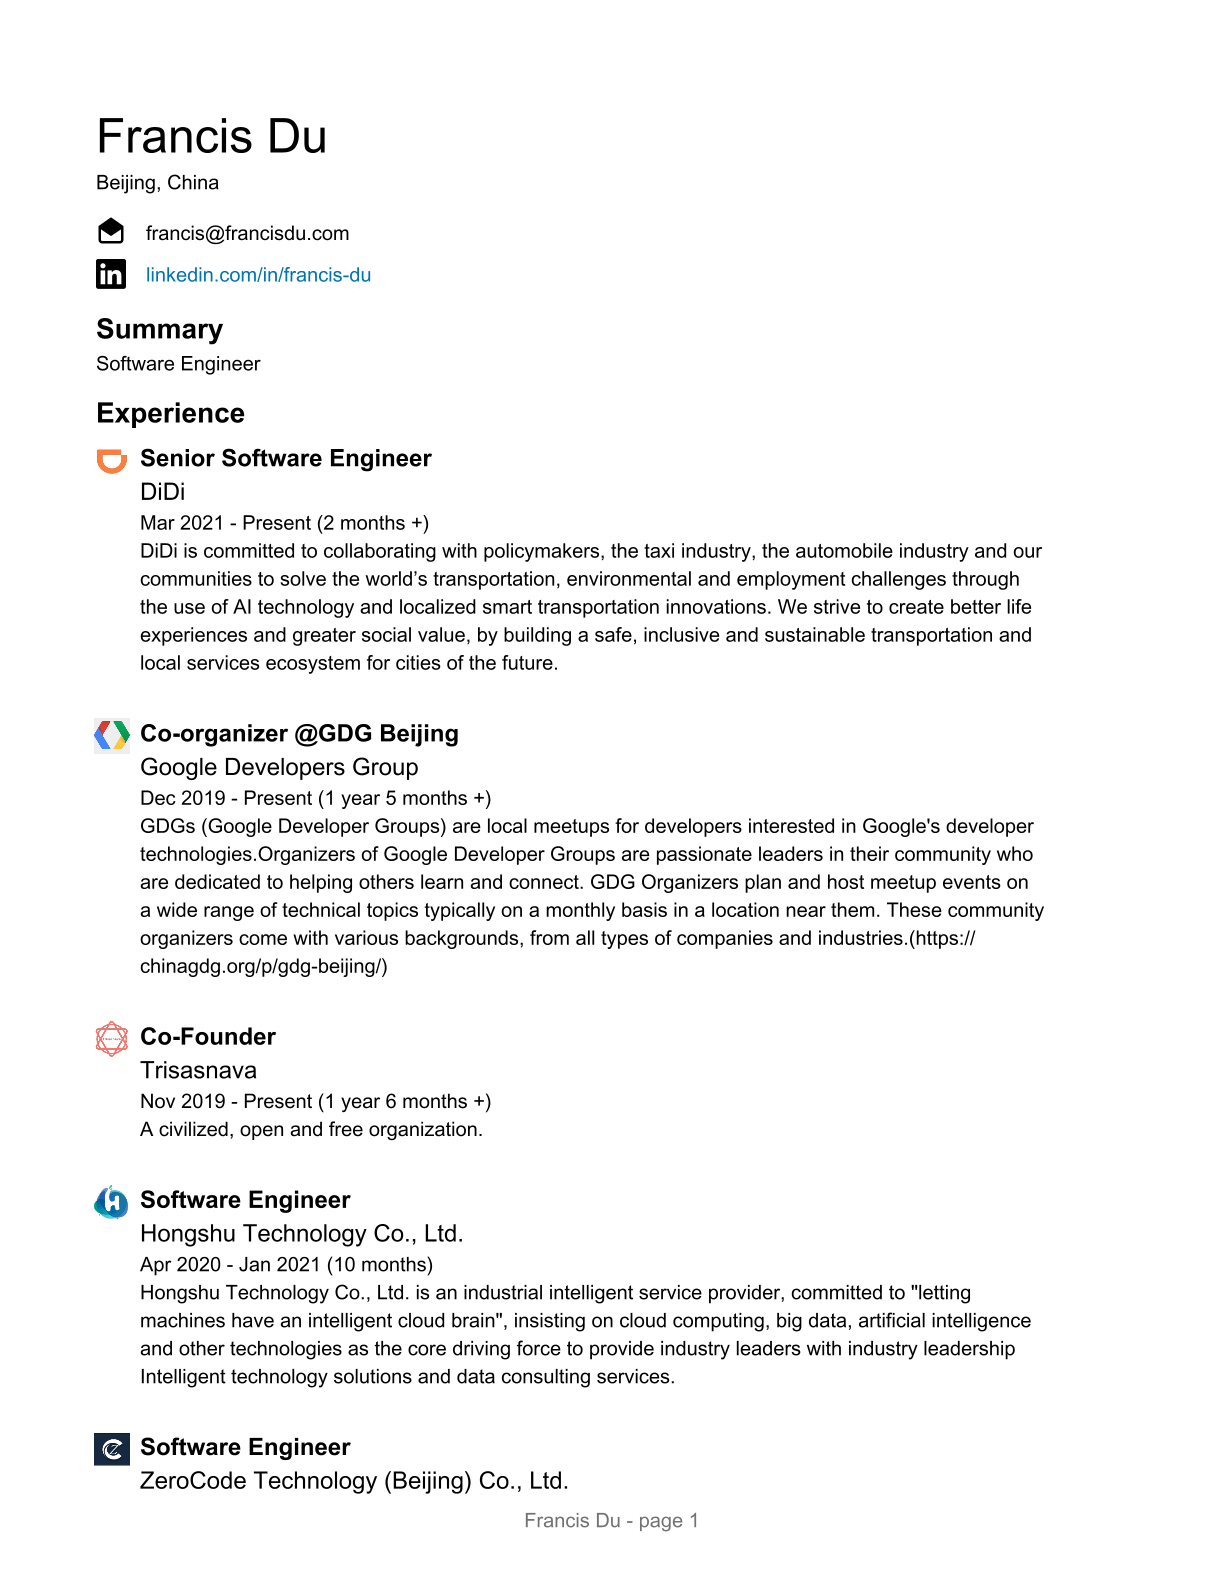 Francis Du
Beijing, China
francis@francisdu.com
linkedin.com/in/francis-du
Summary
Software Engineer
Experience
Senior Software Engineer
DiDi
Mar 2021 - Present (2 months +)
DiDi is committed to collaborating with policymakers, the taxi industry, the automobile industry and our
communities to solve the world’s transportation, environmental and employment challenges through
the use of AI technology and localized smart transportation innovations. We strive to create better life
experiences and greater social value, by building a safe, inclusive and sustainable transportation and
local services ecosystem for cities of the future.
Co-organizer @GDG Beijing
Google Developers Group
Dec 2019 - Present (1 year 5 months +)
GDGs (Google Developer Groups) are local meetups for developers interested in Google's developer
technologies.Organizers of Google Developer Groups are passionate leaders in their community who
are dedicated to helping others learn and connect. GDG Organizers plan and host meetup events on
a wide range of technical topics typically on a monthly basis in a location near them. These community
organizers come with various backgrounds, from all types of companies and industries.(https://
chinagdg.org/p/gdg-beijing/)
Co-Founder
Trisasnava
Nov 2019 - Present (1 year 6 months +)
A civilized, open and free organization.
Software Engineer
Hongshu Technology Co., Ltd.
Apr 2020 - Jan 2021 (10 months)
Hongshu Technology Co., Ltd. is an industrial intelligent service provider, committed to "letting
machines have an intelligent cloud brain", insisting on cloud computing, big data, artificial intelligence
and other technologies as the core driving force to provide industry leaders with industry leadership
Intelligent technology solutions and data consulting services.
Software Engineer
ZeroCode Technology (Beijing) Co., Ltd.
Francis Du - page 1